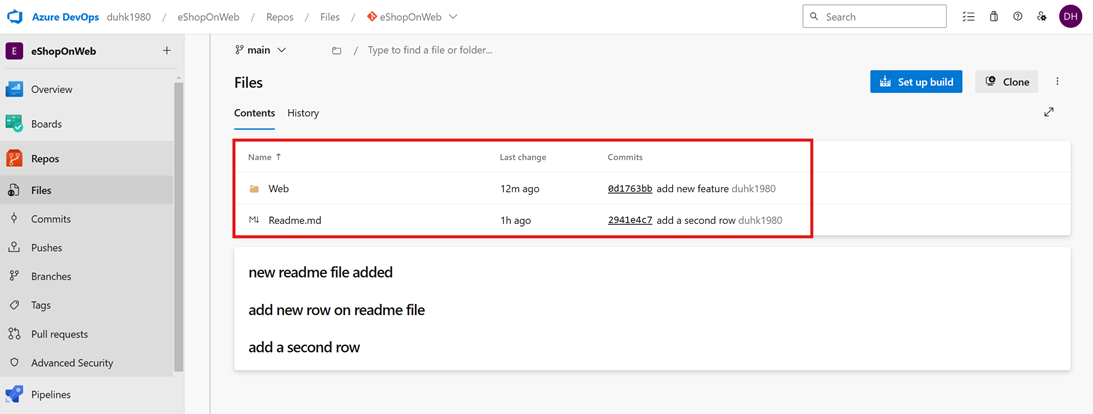 Azure DevOps duhk1980 / eShopOnWeb / Repos / Files / eShopOnWeb
Search
DH
E eShopOnWeb +
Overview
Boards
Repos
Files
Commits
Pushes
Branches
Tags
Pull requests
Advanced Security
Pipelines
main / Type to find a file or folder...
Files
Set up build
Clone
Contents History
Name ↑ Last change Commits
Web 12m ago 0d1763bb add new feature duhk1980
M↓ Readme.md 1h ago 2941e4c7 add a second row duhk1980
new readme file added
add new row on readme file
add a second row